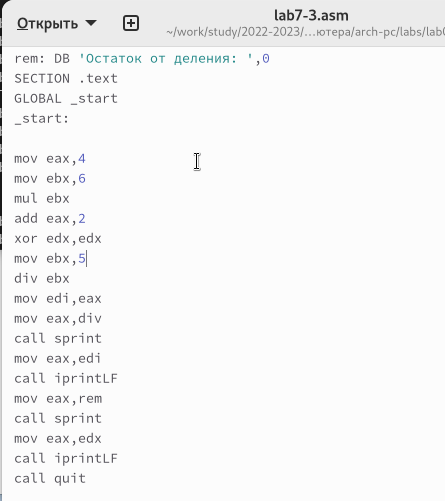 Открыть
lab7-3.asm
~/work/study/2022-2023/…ютера/arch-pc/labs/lab0
rem: DB 'Остаток от деления: ',0
SECTION .text
GLOBAL _start
_start:
mov eax,4
mov ebx,6
mul ebx
add eax,2
xor edx,edx
mov ebx,5
div ebx
mov edi,eax
mov eax,div
call sprint
mov eax,edi
call iprintLF
mov eax,rem
call sprint
mov eax,edx
call iprintLF
call quit